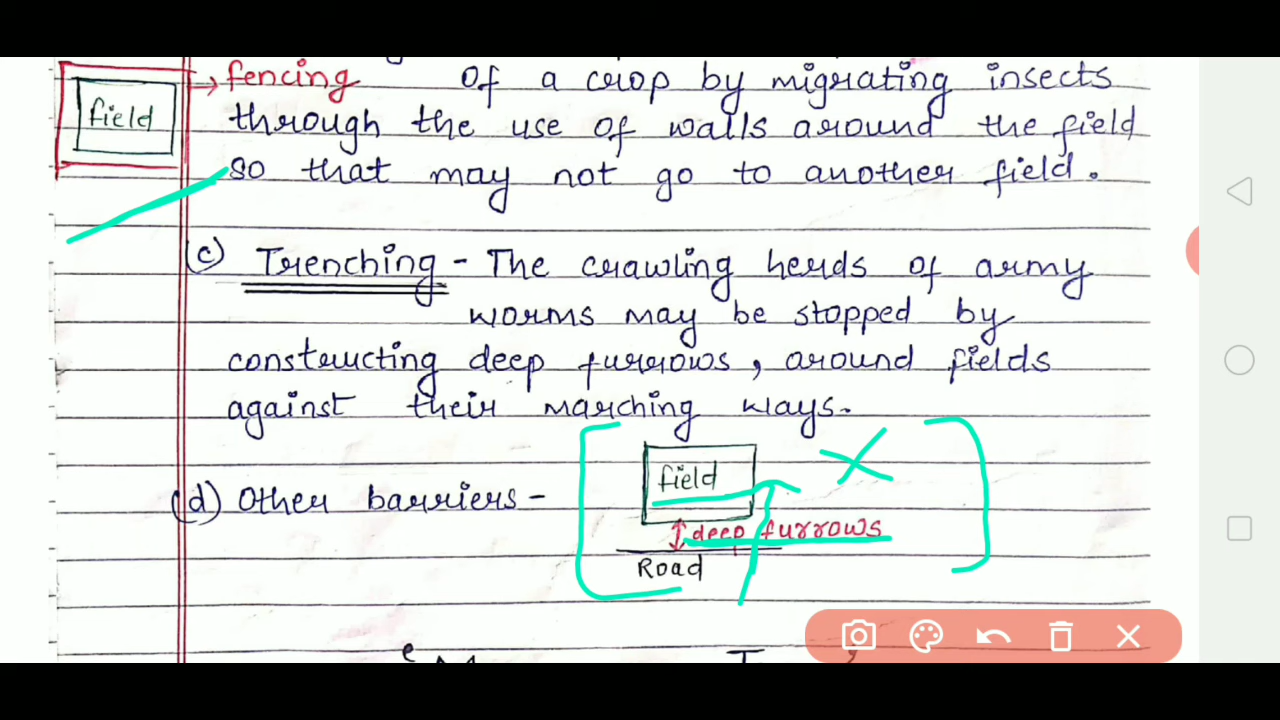 fencing of a crop by migrating insects
field
through the use of walls around the field
so that may not go to another field.
(c) Trenching - The crawling herds of army
worms may be stopped by
constructing deep furrows, around fields
against their marching ways.
field
(d) Other barriers -
deep furrows
Road